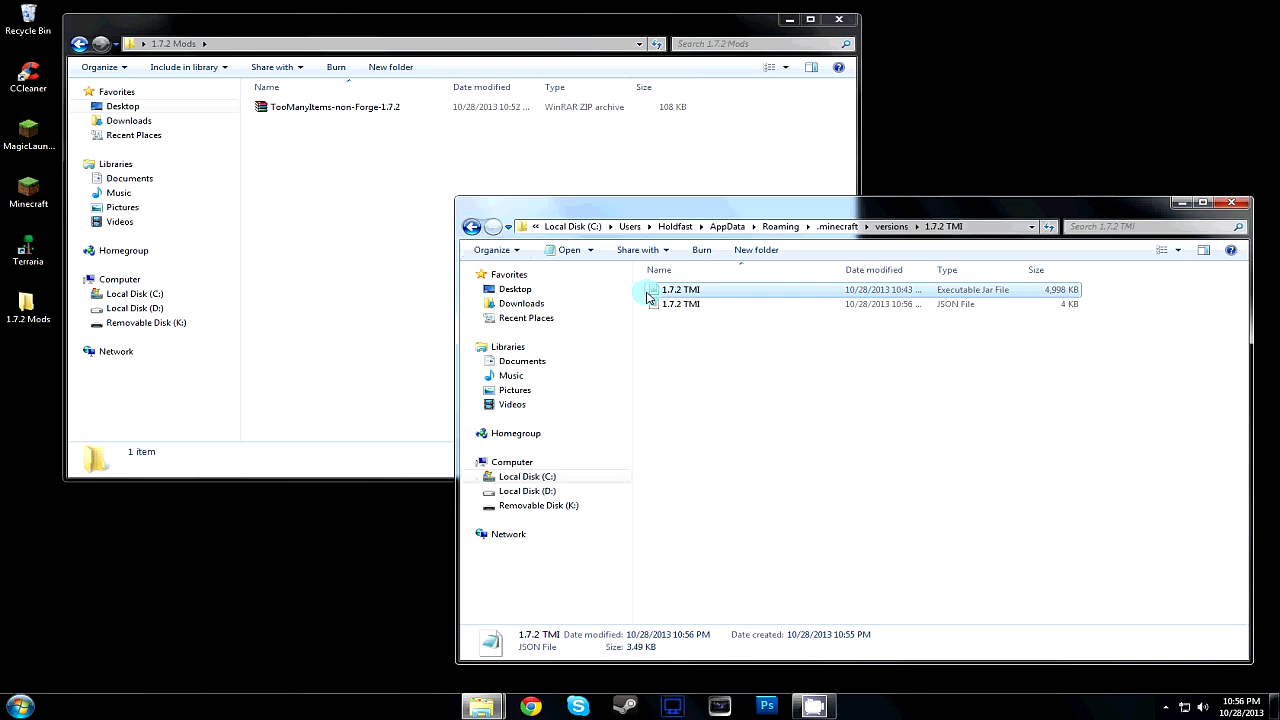 Recycle Bin
CCleaner
MagicLaun...
Minecraft
Terraria
1.7.2 Mods
1.7.2 Mods
Search 1.7.2 Mods
Organize Include in library Share with Burn New folder
Name Date modified Type Size
TooManyItems-non-Forge-1.7.2 10/28/2013 10:52 ... WinRAR ZIP archive 108 KB
Favorites
Desktop
Downloads
Recent Places
Libraries
Documents
Music
Pictures
Videos
Homegroup
Computer
Local Disk (C:)
Local Disk (D:)
Removable Disk (K:)
Network
1 item
« Local Disk (C:) Users Holdfast AppData Roaming .minecraft versions 1.7.2 TMI
Search 1.7.2 TMI
Organize Open Share with Burn New folder
Name Date modified Type Size
1.7.2 TMI 10/28/2013 10:43 ... Executable Jar File 4,998 KB
1.7.2 TMI 10/28/2013 10:56 ... JSON File 4 KB
Favorites
Desktop
Downloads
Recent Places
Libraries
Documents
Music
Pictures
Videos
Homegroup
Computer
Local Disk (C:)
Local Disk (D:)
Removable Disk (K:)
Network
1.7.2 TMI Date modified: 10/28/2013 10:56 PM Date created: 10/28/2013 10:55 PM
JSON File Size: 3.49 KB
Ps
10:56 PM
10/28/2013